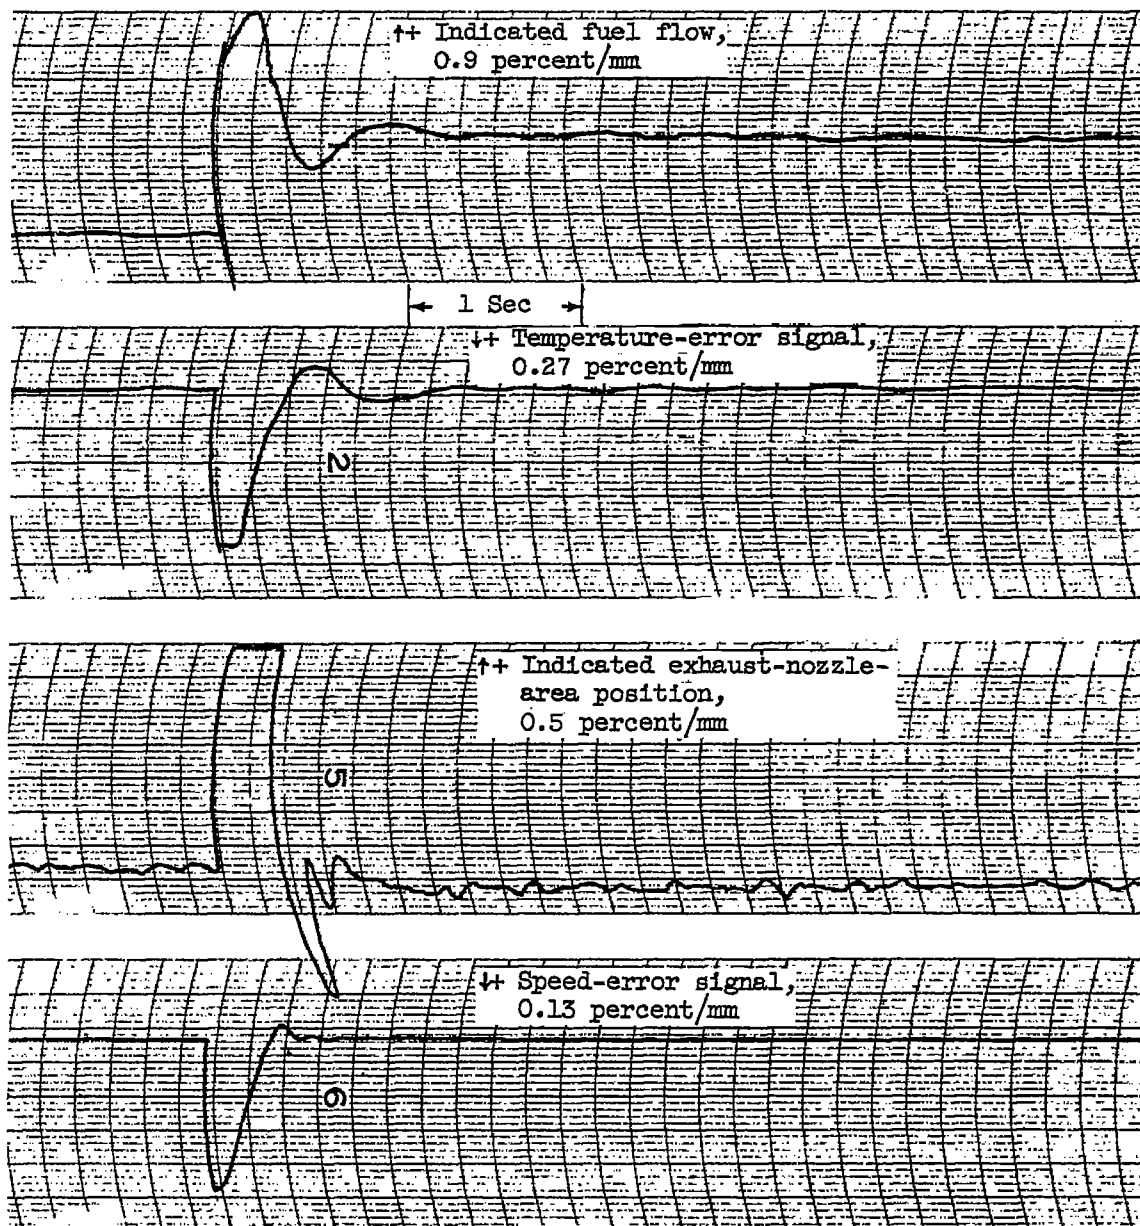 ↑+ Indicated fuel flow,
0.9 percent/mm
1
1 Sec
↓+ Temperature-error signal,
0.27 percent/mm
2
↑+ Indicated exhaust-nozzle-
area position,
0.5 percent/mm
5
↓+ Speed-error signal,
0.13 percent/mm
6